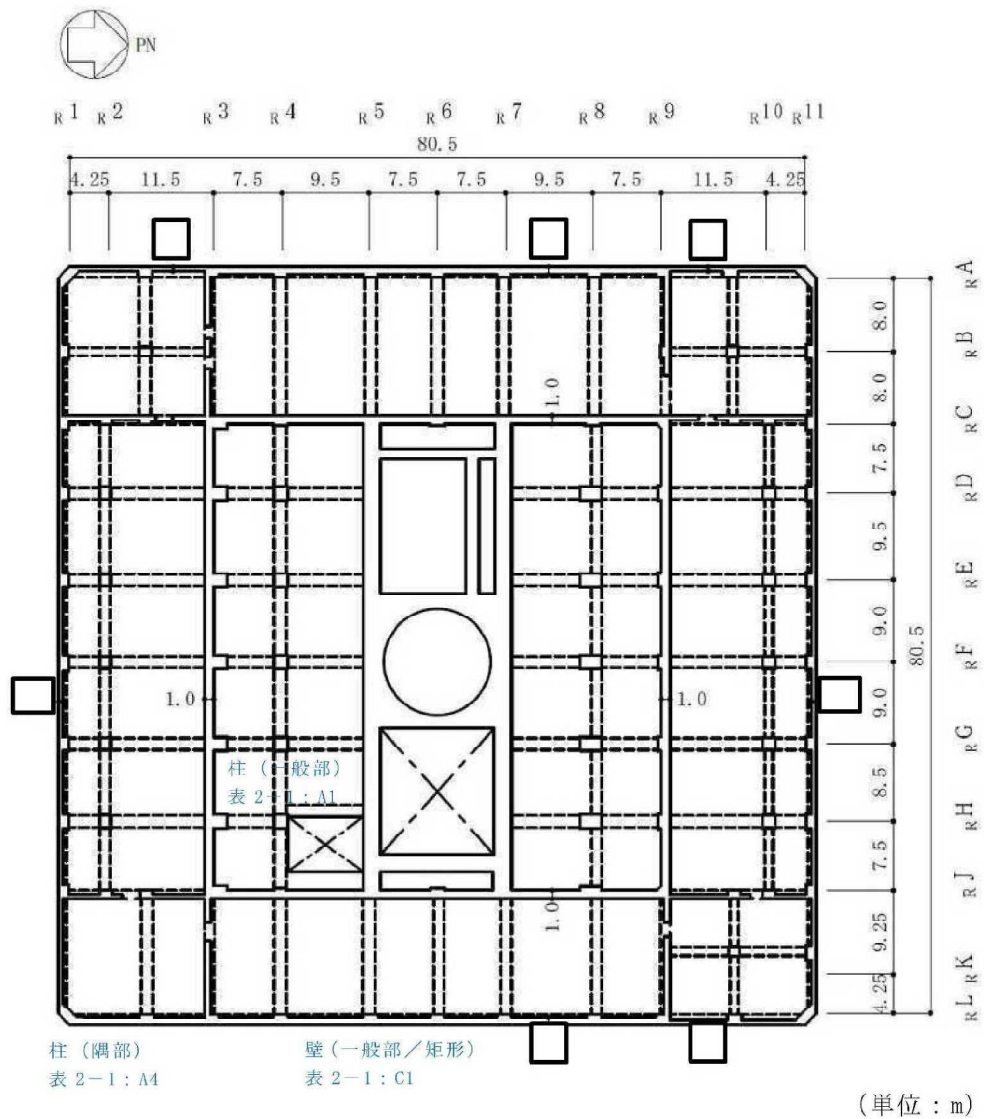 PN
R1 R2 R3 R4 R5 R6 R7 R8 R9 R10 R11
80.5
4.25 11.5 7.5 9.5 7.5 7.5 9.5 7.5 11.5 4.25
RA
8.0
RB
8.0
1.0
RC
7.5
RD
9.5
RE
9.0
80.5
RF
1.0
1.0
9.0
RG
柱（一般部）
表 2－1：A1
8.5
RH
7.5
RJ
1.0
9.25
RK
4.25
RL
柱（隅部）
表 2－1：A4
壁（一般部／矩形）
表 2－1：C1
（単位：m）